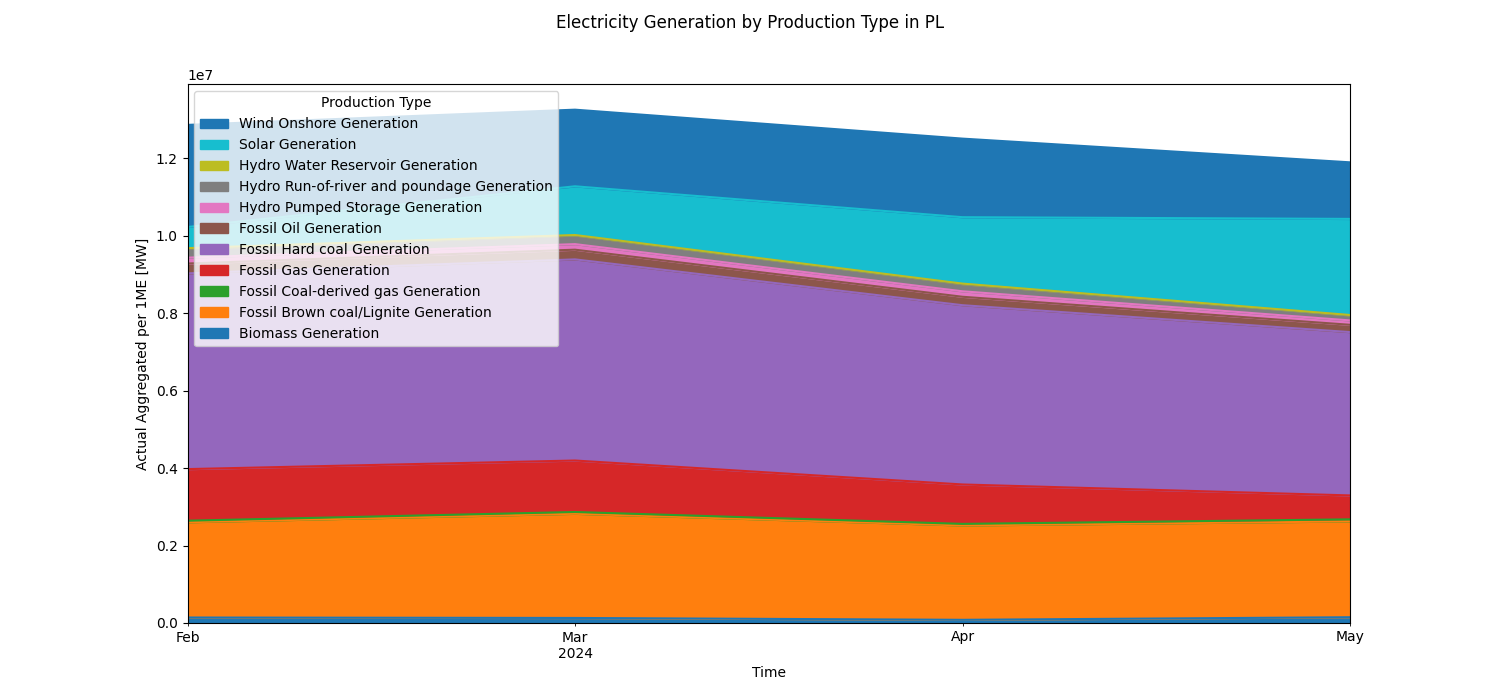 Electricity Generation by Production Type in PL
1e7
Production Type
Wind Onshore Generation
Solar Generation
Hydro Water Reservoir Generation
Hydro Run-of-river and poundage Generation
Hydro Pumped Storage Generation
Fossil Oil Generation
Fossil Hard coal Generation
Fossil Gas Generation
Fossil Coal-derived gas Generation
Fossil Brown coal/Lignite Generation
Biomass Generation
Actual Aggregated per 1ME [MW]
1.2
1.0
0.8
0.6
0.4
0.2
0.0
Feb
Mar
2024
Apr
May
Time